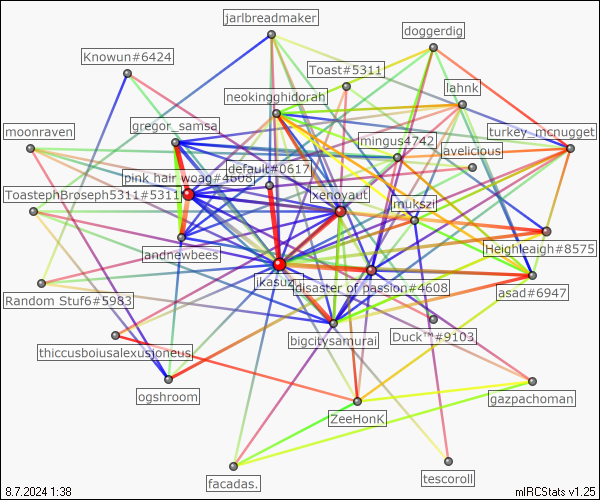 jarlbreadmaker
doggerdig
Knowun#6424
Toast#5311
lahnk
neokingghidorah
gregor_samsa
moonraven
mingus4742
turkey_mcnugget
avelicious
default#0617
pink hair woag#4608
xenoyaut
ToastephBroseph5311#5311
mukszi
andnewbees
Heighleigh#8575
jkasuz
disaster of passion#4608
asad#6947
Random Stuf6#5983
Duck™#9103
bigcitysamurai
thiccusboiusalexusjoneus
ogshroom
gazpachoman
ZeeHonK
facadas.
tescoroll
8.7.2024 1:38
mIRCStats v1.25